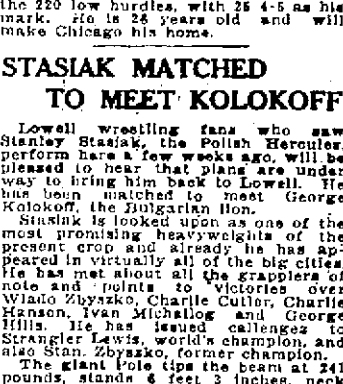 the 220 low hurdles, with 25 4-5 as his
mark. He is 26 years old and will
make Chicago his home.
STASIAK MATCHED
TO MEET KOLOKOFF
Lowell wrestling fans who saw
Stanley Stasiak, the Polish Hercules,
perform here a few weeks ago, will be
pleased to hear that plans are under
way to bring him back to Lowell. He
has been matched to meet George
Kolokoff, the Bulgarian lion.
Stasiak is looked upon as one of the
most promising heavyweights of the
present crop and already he has ap-
peared in virtually all of the big cities.
He has met about all the grapplers of
note and points to victories over
Wlado Zbyszko, Charlie Cutler, Charlie
Hanson, Ivan Michailog and George
Hills. He has issued callengez to
Strangler Lewis, world's champion, and
also Stan. Zbyszko, former champion.
The giant Pole tips the beam at 241
pounds, stands 6 feet 3 inches, neck